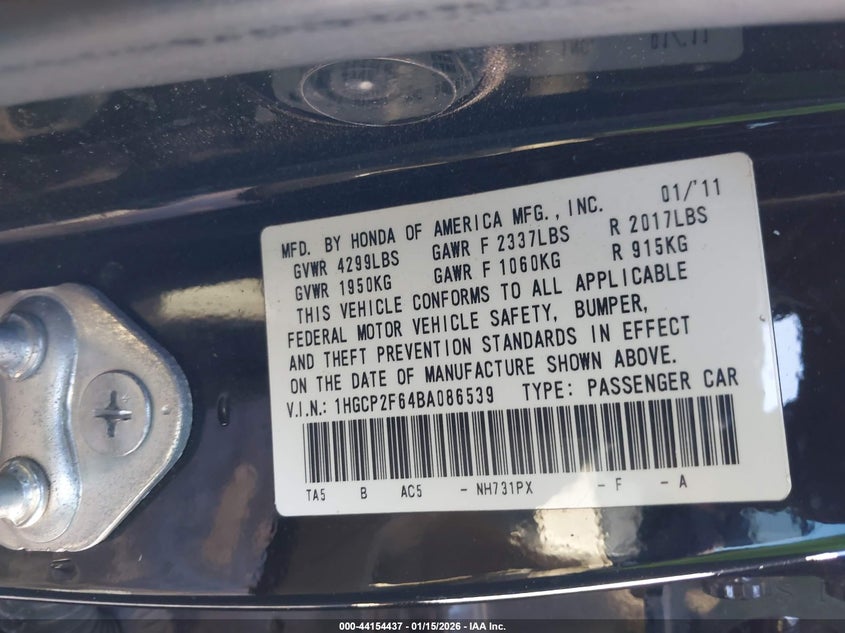 MFD. BY HONDA OF AMERICA MFG., INC. 01/'11
GVWR 4299LBS GAWR F 2337LBS R 2017LBS
GVWR 1950KG GAWR F 1060KG R 915KG
THIS VEHICLE CONFORMS TO ALL APPLICABLE
FEDERAL MOTOR VEHICLE SAFETY, BUMPER,
AND THEFT PREVENTION STANDARDS IN EFFECT
ON THE DATE OF MANUFACTURE SHOWN ABOVE.
V.I.N.: 1HGCP2F64BA086539 TYPE: PASSENGER CAR
TA5 B AC5 - NH731PX - F - A
000-44154437 - 01/15/2026 - IAA Inc.